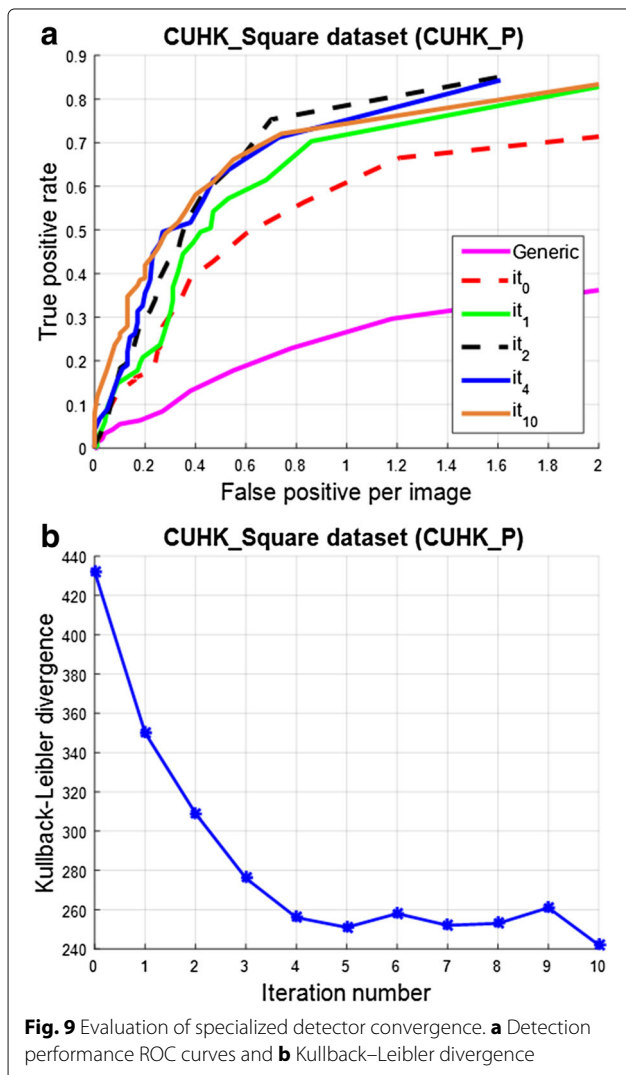 a
CUHK_Square dataset (CUHK_P)
0.9
0.8
0.7
0.6
0.5
0.4
0.3
0.2
0.1
0
True positive rate
Generic
it0
it1
it2
it4
it10
0 0.2 0.4 0.6 0.8 1 1.2 1.4 1.6 1.8 2
False positive per image
b
CUHK_Square dataset (CUHK_P)
440
420
400
380
360
340
320
300
280
260
240
Kullback-Leibler divergence
0 1 2 3 4 5 6 7 8 9 10
Iteration number
Fig. 9 Evaluation of specialized detector convergence. a Detection
performance ROC curves and b Kullback–Leibler divergence